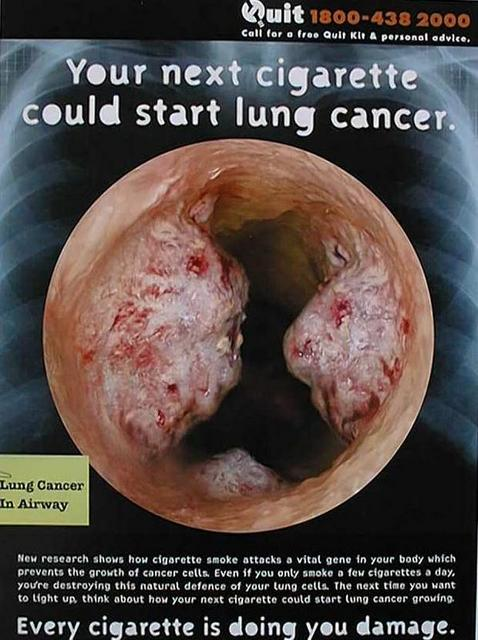 Quit 1800-438 2000
Call for a free Quit Kit & personal advice.
Your next cigarette
could start lung cancer.
Lung Cancer
In Airway
New research shows how cigarette smoke attacks a vital gene in your body which
prevents the growth of cancer cells. Even if you only smoke a few cigarettes a day,
you're destroying this natural defence of your lung cells. The next time you want
to light up, think about how your next cigarette could start lung cancer growing.
Every cigarette is doing you damage.